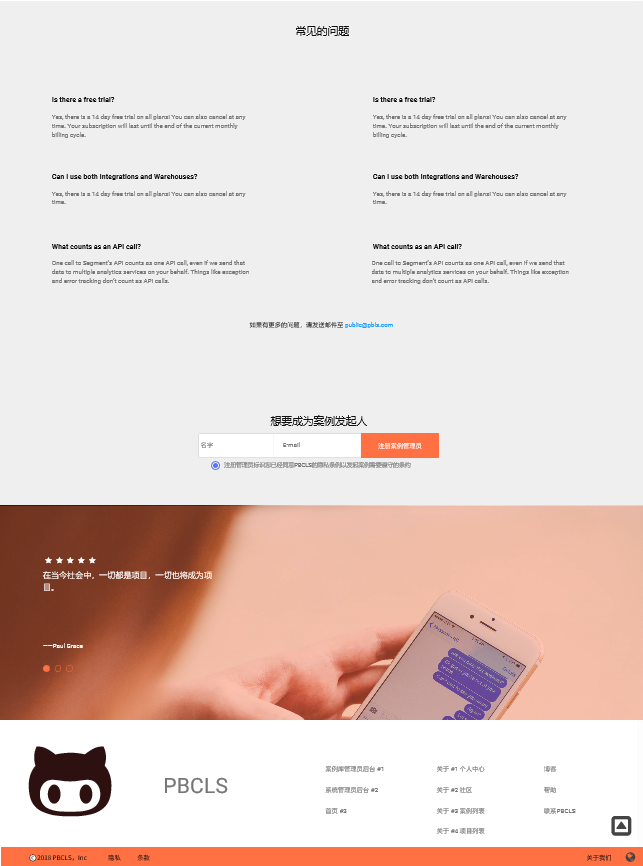 常见的问题
Is there a free trial?
Yes, there is a 14 day free trial on all plans! You can also cancel at any
time. Your subscription will last until the end of the current monthly
billing cycle.
Is there a free trial?
Yes, there is a 14 day free trial on all plans! You can also cancel at any
time. Your subscription will last until the end of the current monthly
billing cycle.
Can I use both Integrations and Warehouses?
Yes, there is a 14 day free trial on all plans! You can also cancel at any
time.
Can I use both Integrations and Warehouses?
Yes, there is a 14 day free trial on all plans! You can also cancel at any
time.
What counts as an API call?
One call to Segment's API counts as one API call, even if we send that
data to multiple analytics services on your behalf. Things like exception
and error tracking don't count as API calls.
What counts as an API call?
One call to Segment's API counts as one API call, even if we send that
data to multiple analytics services on your behalf. Things like exception
and error tracking don't count as API calls.
如果有更多的问题，请发送邮件至 public@pbls.com
想要成为案例发起人
名字
E-mail
注册案例管理员
注册管理员标识您已经同意PBCLS的隐私条例以发起案例需要遵守的条约
在当今社会中，一切都是项目，一切也将成为项
目。
——Paul Grace
PBCLS
案例库管理员后台 #1
系统管理员后台 #2
首页 #3
关于 #1 个人中心
关于 #2 社区
关于 #3 案例列表
关于 #4 项目列表
博客
帮助
联系PBCLS
© 2018 PBCLS, Inc
隐私
条款
关于我们